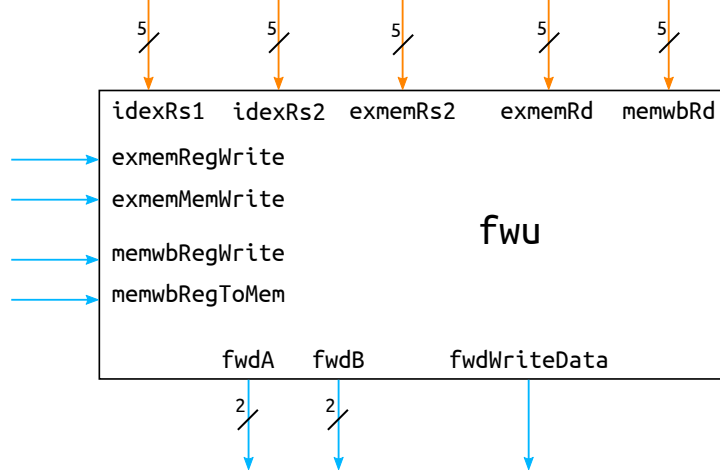 5 5 5 5 5
idexRs1 idexRs2 exmemRs2 exmemRd memwbRd
exmemRegWrite
exmemMemWrite
fwu
memwbRegWrite
memwbRegToMem
fwdA fwdB fwdWriteData
2 2